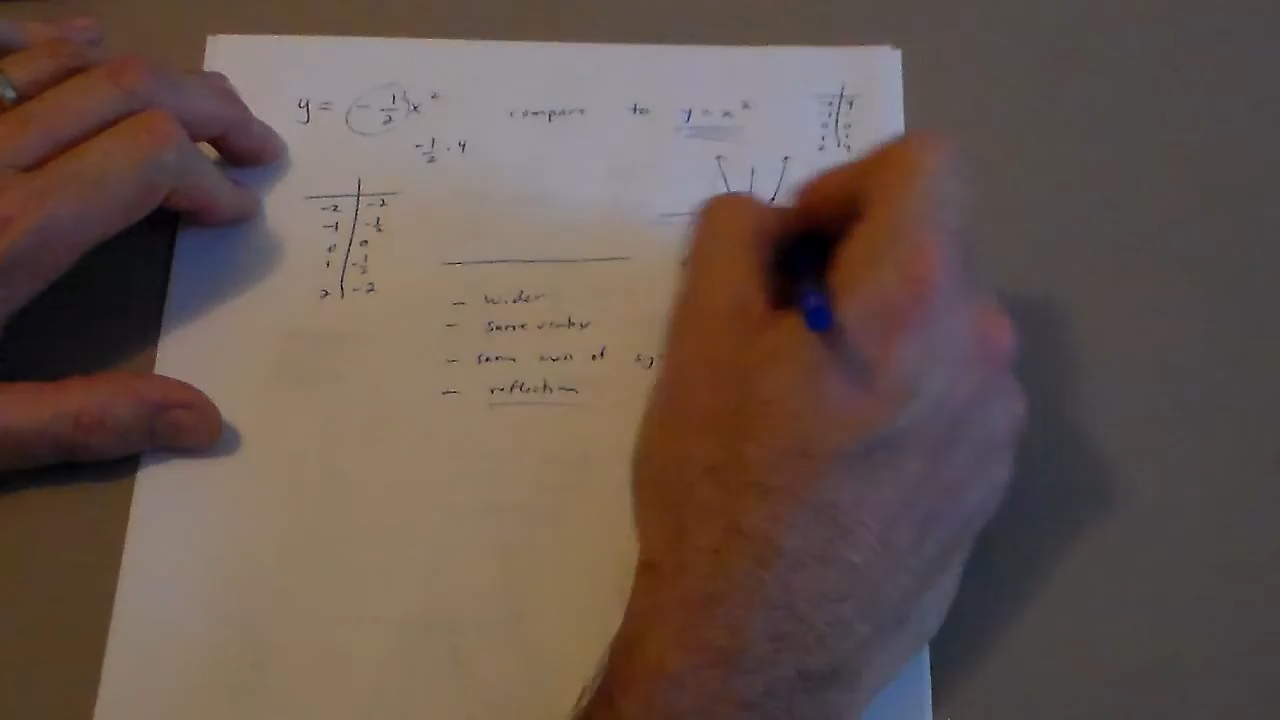 y = -1/2 x² compare to y = x²
-1/2 · 4
-2 | -2
-1 | -1/2
0 | 0
1 | -1/2
2 | -2
- wider
- same vertex
- same axis of sy
- reflection